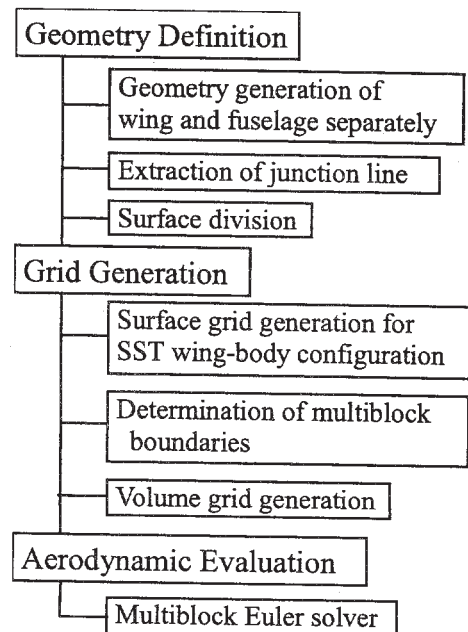 Geometry Definition
Geometry generation of
wing and fuselage separately
Extraction of junction line
Surface division
Grid Generation
Surface grid generation for
SST wing-body configuration
Determination of multiblock
boundaries
Volume grid generation
Aerodynamic Evaluation
Multiblock Euler solver